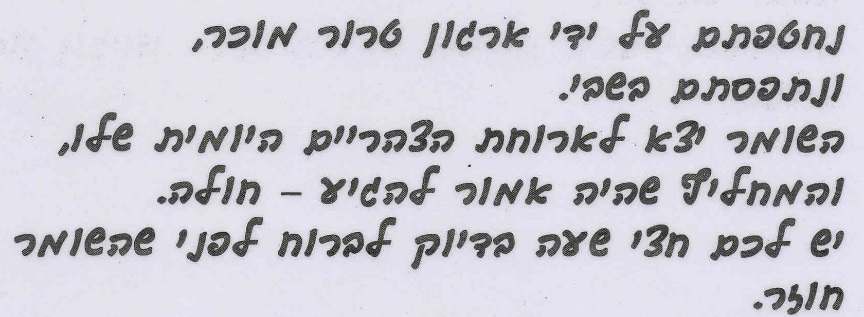 נחטפתם על ידי ארגון טרור מוכר,
ונתפסתם בשבי.
השומר יצא לארוחת הצהריים היומית שלו,
והמחליף שהיה אמור להגיע – חולה.
יש לכם חצי שעה בדיוק לברוח לפני שהשומר
חוזר.